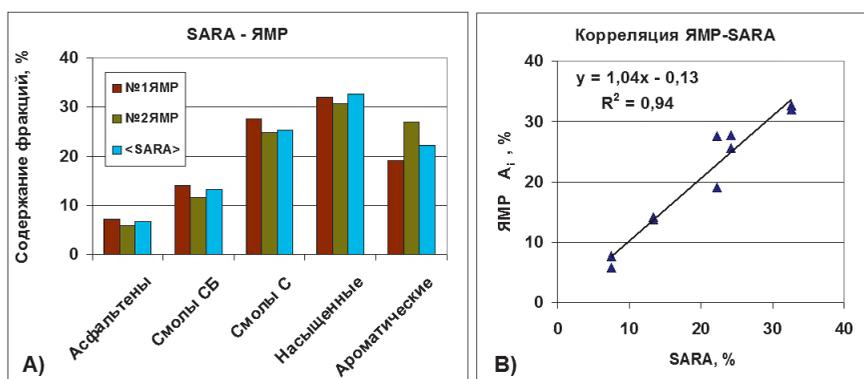 SARA - ЯМР
Содержание фракций, %
40
30
20
10
0
№1ЯМР
№2ЯМР
<SARA>
Асфальтены
Смолы СБ
Смолы С
Насыщенные
Ароматические
А)
Корреляция ЯМР-SARA
y = 1,04x - 0,13
R² = 0,94
ЯМР Ai , %
40
30
20
10
0
0 10 20 30 40
SARA, %
В)